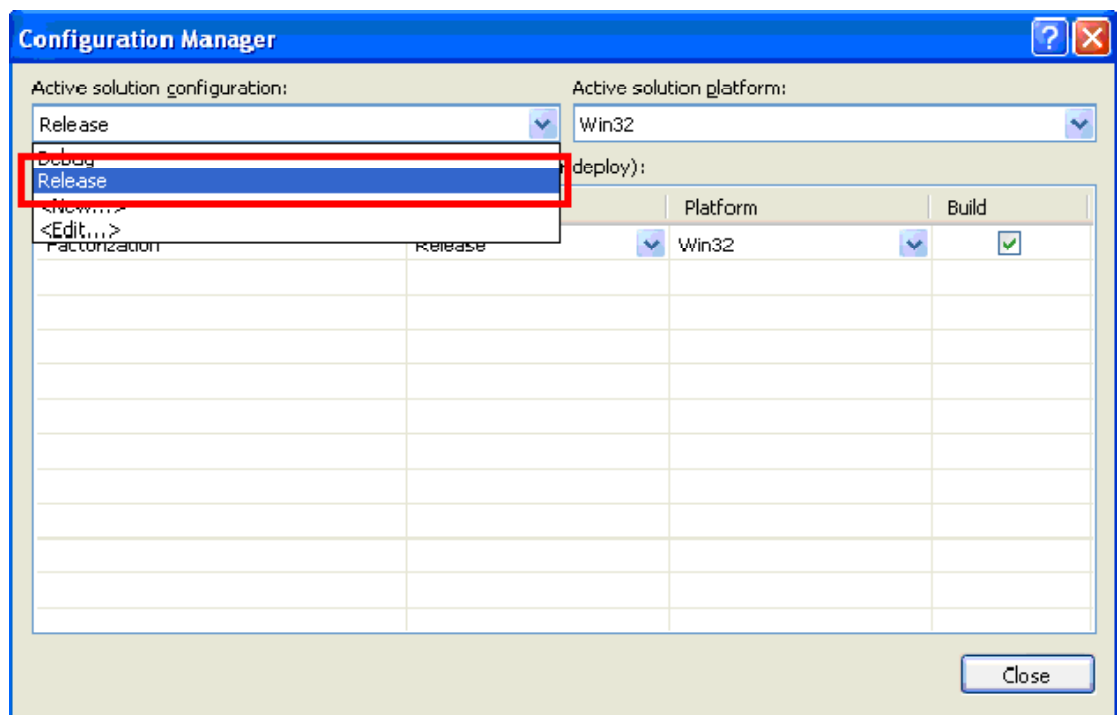 Configuration Manager
Active solution configuration: Active solution platform:
Release Win32
Debug
deploy):
Release
Platform Build
<New...>
<Edit...>
Factorization Release Win32
Close